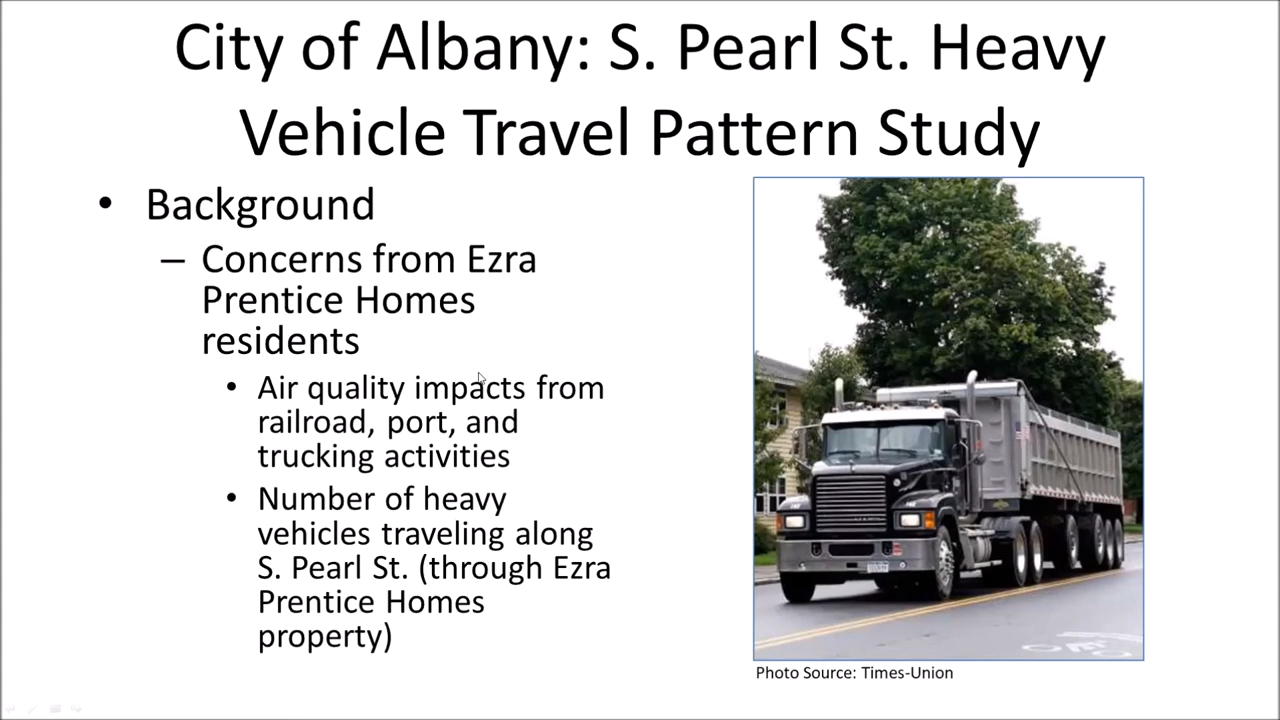 City of Albany: S. Pearl St. Heavy
Vehicle Travel Pattern Study
• Background
– Concerns from Ezra
Prentice Homes
residents
• Air quality impacts from
railroad, port, and
trucking activities
• Number of heavy
vehicles traveling along
S. Pearl St. (through Ezra
Prentice Homes
property)
Photo Source: Times-Union